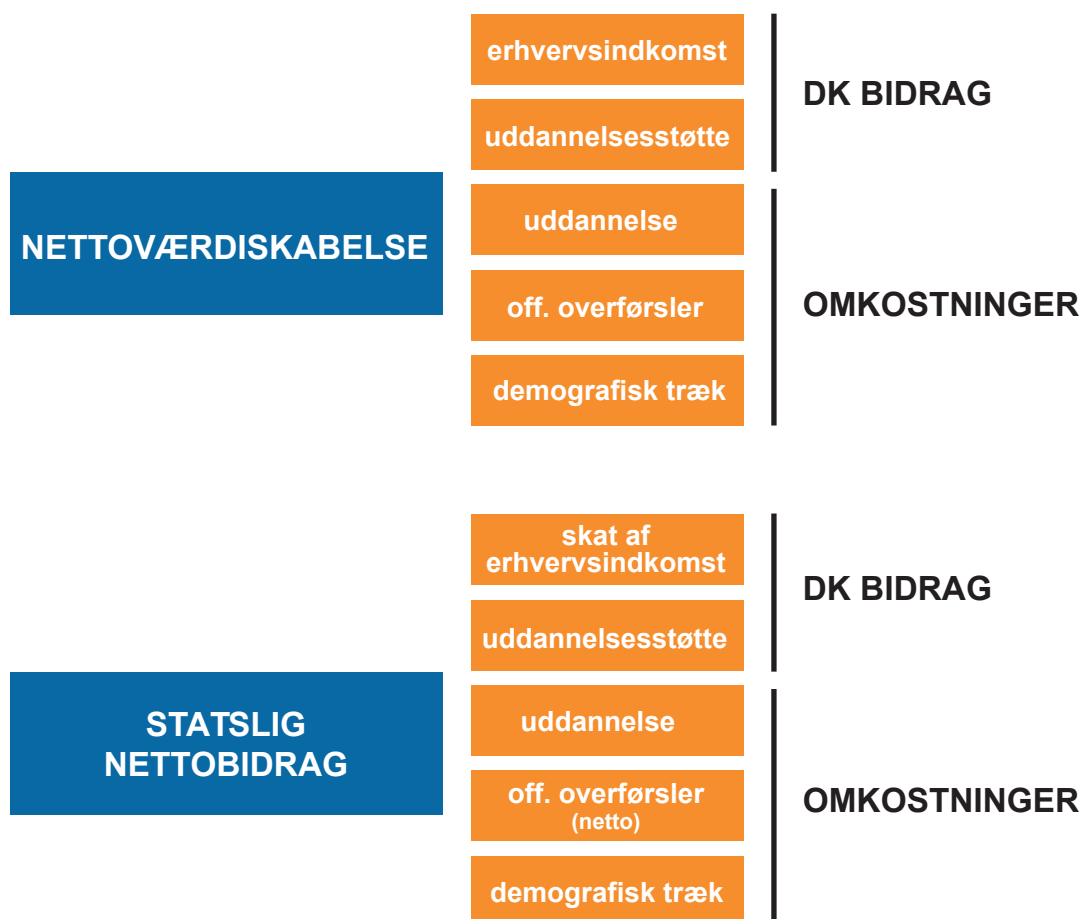 erhvervsindkomst
uddannelsesstøtte
DK BIDRAG
NETTOVÆRDISKABELSE
uddannelse
off. overførsler
demografisk træk
OMKOSTNINGER
skat af
erhvervsindkomst
uddannelsesstøtte
DK BIDRAG
STATSLIG
NETTOBIDRAG
uddannelse
off. overførsler
(netto)
demografisk træk
OMKOSTNINGER